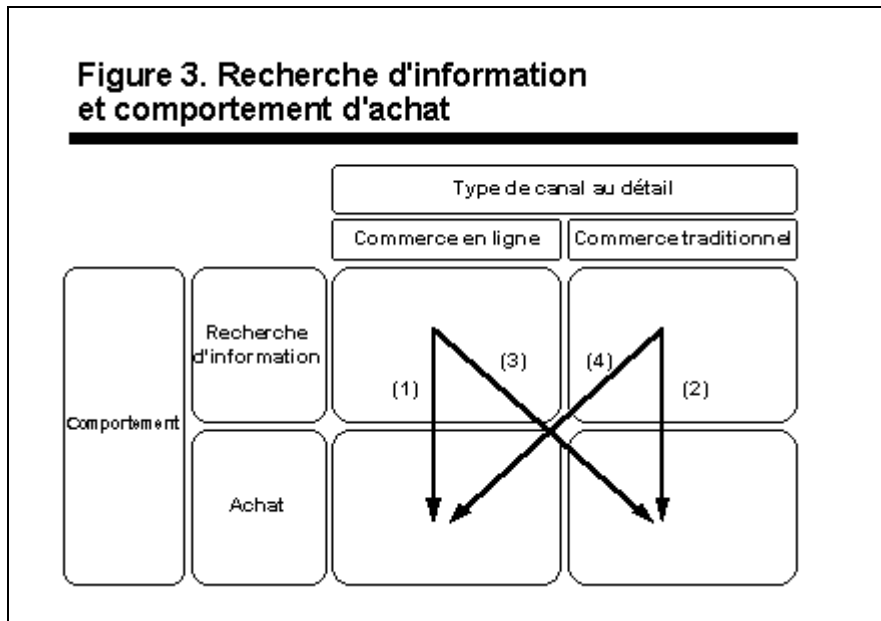 Figure 3. Recherche d'information
et comportement d'achat
Type de canal au détail
Commerce en ligne
Commerce traditionnel
Recherche
d'information
(1)
(3)
(4)
(2)
Comportement
Achat